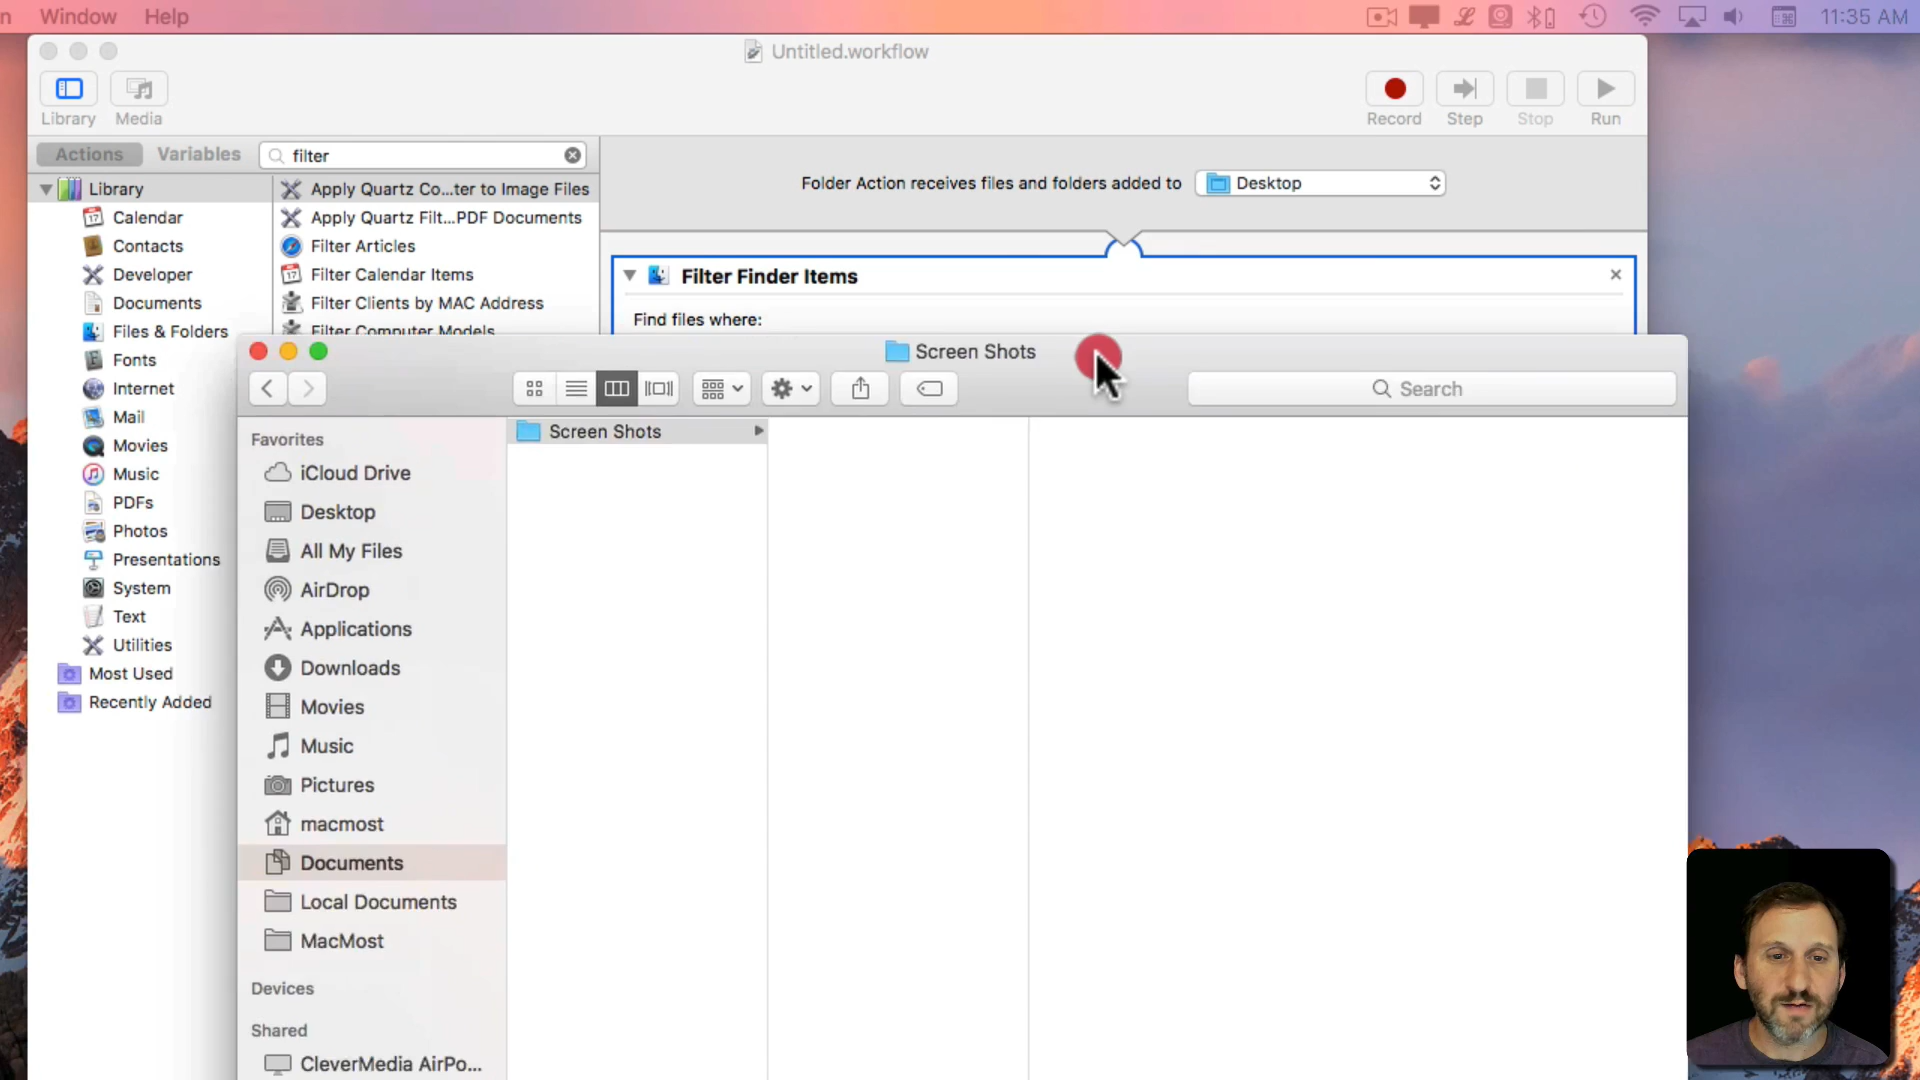 n Window Help 11:35 AM
Untitled.workflow
Library Media Record Step Stop Run
Actions Variables filter
Folder Action receives files and folders added to Desktop
Library
Calendar
Contacts
Developer
Documents
Files & Folders
Fonts
Internet
Mail
Movies
Music
PDFs
Photos
Presentations
System
Text
Utilities
Most Used
Recently Added
Apply Quartz Co...ter to Image Files
Apply Quartz Filt...PDF Documents
Filter Articles
Filter Calendar Items
Filter Clients by MAC Address
Filter Computer Models
Filter Finder Items
Find files where:
Screen Shots
Search
Favorites
iCloud Drive
Desktop
All My Files
AirDrop
Applications
Downloads
Movies
Music
Pictures
macmost
Documents
Local Documents
MacMost
Devices
Shared
CleverMedia AirPo...
Screen Shots